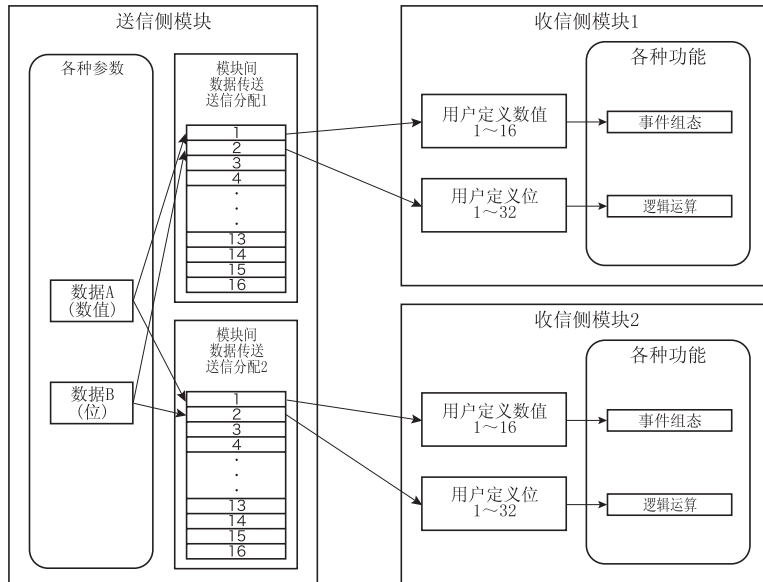 送信侧模块
各种参数
模块间
数据传送
送信分配1
1
2
3
4
·
·
·
13
14
15
16
数据A
(数值)
数据B
(位)
模块间
数据传送
送信分配2
1
2
3
4
·
·
·
13
14
15
16
收信侧模块1
各种功能
用户定义数值
1～16
事件组态
用户定义位
1～32
逻辑运算
收信侧模块2
各种功能
用户定义数值
1～16
事件组态
用户定义位
1～32
逻辑运算